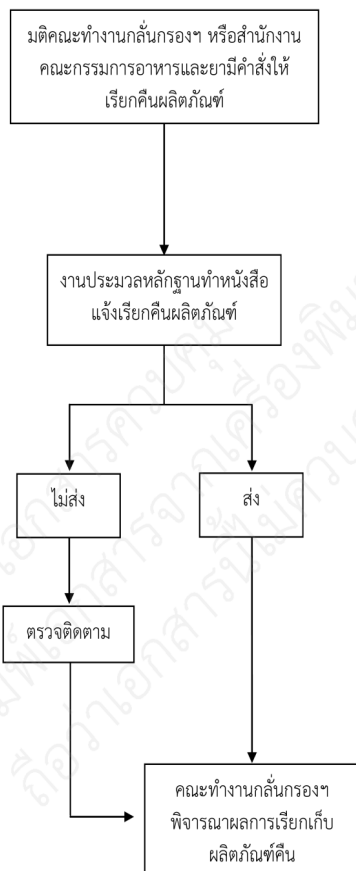 มติคณะทำงานกลั่นกรองฯ หรือสำนักงาน
คณะกรรมการอาหารและยามีคำสั่งให้
เรียกคืนผลิตภัณฑ์
งานประมวลหลักฐานทำหนังสือ
แจ้งเรียกคืนผลิตภัณฑ์
ไม่ส่ง
ส่ง
ตรวจติดตาม
คณะทำงานกลั่นกรองฯ
พิจารณาผลการเรียกเก็บ
ผลิตภัณฑ์คืน